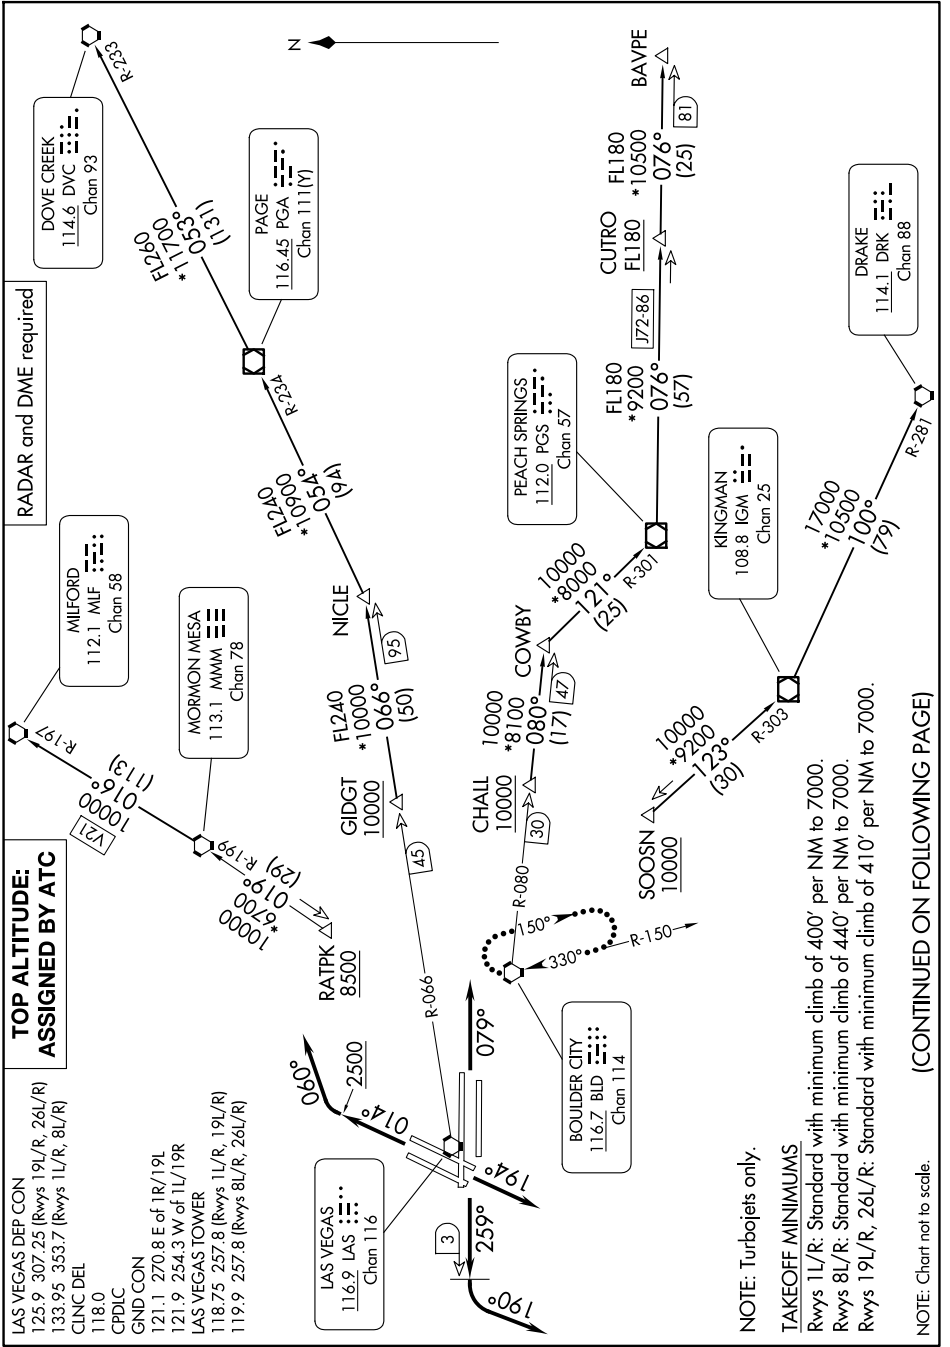 LAS VEGAS DEP CON
125.9 307.25 (Rwys 19L/R, 26L/R)
133.95 353.7 (Rwys 1L/R, 8L/R)
CLNC DEL
118.0
CPDLC
GND CON
121.1 270.8 E of 1R/19L
121.9 254.3 W of 1L/19R
LAS VEGAS TOWER
118.75 257.8 (Rwys 1L/R, 19L/R)
119.9 257.8 (Rwys 8L/R, 26L/R)
TOP ALTITUDE:
ASSIGNED BY ATC
RADAR and DME required
MILFORD
112.1 MLF
Chan 58
R-197
(113)
016°
10000
V21
MORMON MESA
113.1 MMM
Chan 78
R-199
(29)
019°
*6700
10000
RATPK
8500
DOVE CREEK
114.6 DVC
Chan 93
R-233
FL260
*11700
053°
(131)
PAGE
116.45 PGA
Chan 111(Y)
R-234
FL240
*10900
054°
(94)
NICLE
95
FL240
*10000
066°
(50)
GIDGT
10000
45
R-066
N
060°
2500
014°
LAS VEGAS
116.9 LAS
Chan 116
194°
079°
3
259°
190°
BOULDER CITY
116.7 BLD
Chan 114
150°
330°
R-150
R-080
30
CHALL
10000
10000
*8100
080°
(17)
47
COWBY
10000
*8000
121°
(25)
R-301
PEACH SPRINGS
112.0 PGS
Chan 57
FL180
*9200
076°
(57)
J72-86
CUTRO
FL180
FL180
*10500
076°
(25)
81
BAVPE
SOOSN
10000
10000
*9200
123°
(30)
R-303
KINGMAN
108.8 IGM
Chan 25
17000
*10500
100°
(79)
R-281
DRAKE
114.1 DRK
Chan 88
NOTE: Turbojets only.
TAKEOFF MINIMUMS
Rwys 1L/R: Standard with minimum climb of 400' per NM to 7000.
Rwys 8L/R: Standard with minimum climb of 440' per NM to 7000.
Rwys 19L/R, 26L/R: Standard with minimum climb of 410' per NM to 7000.
NOTE: Chart not to scale.
(CONTINUED ON FOLLOWING PAGE)